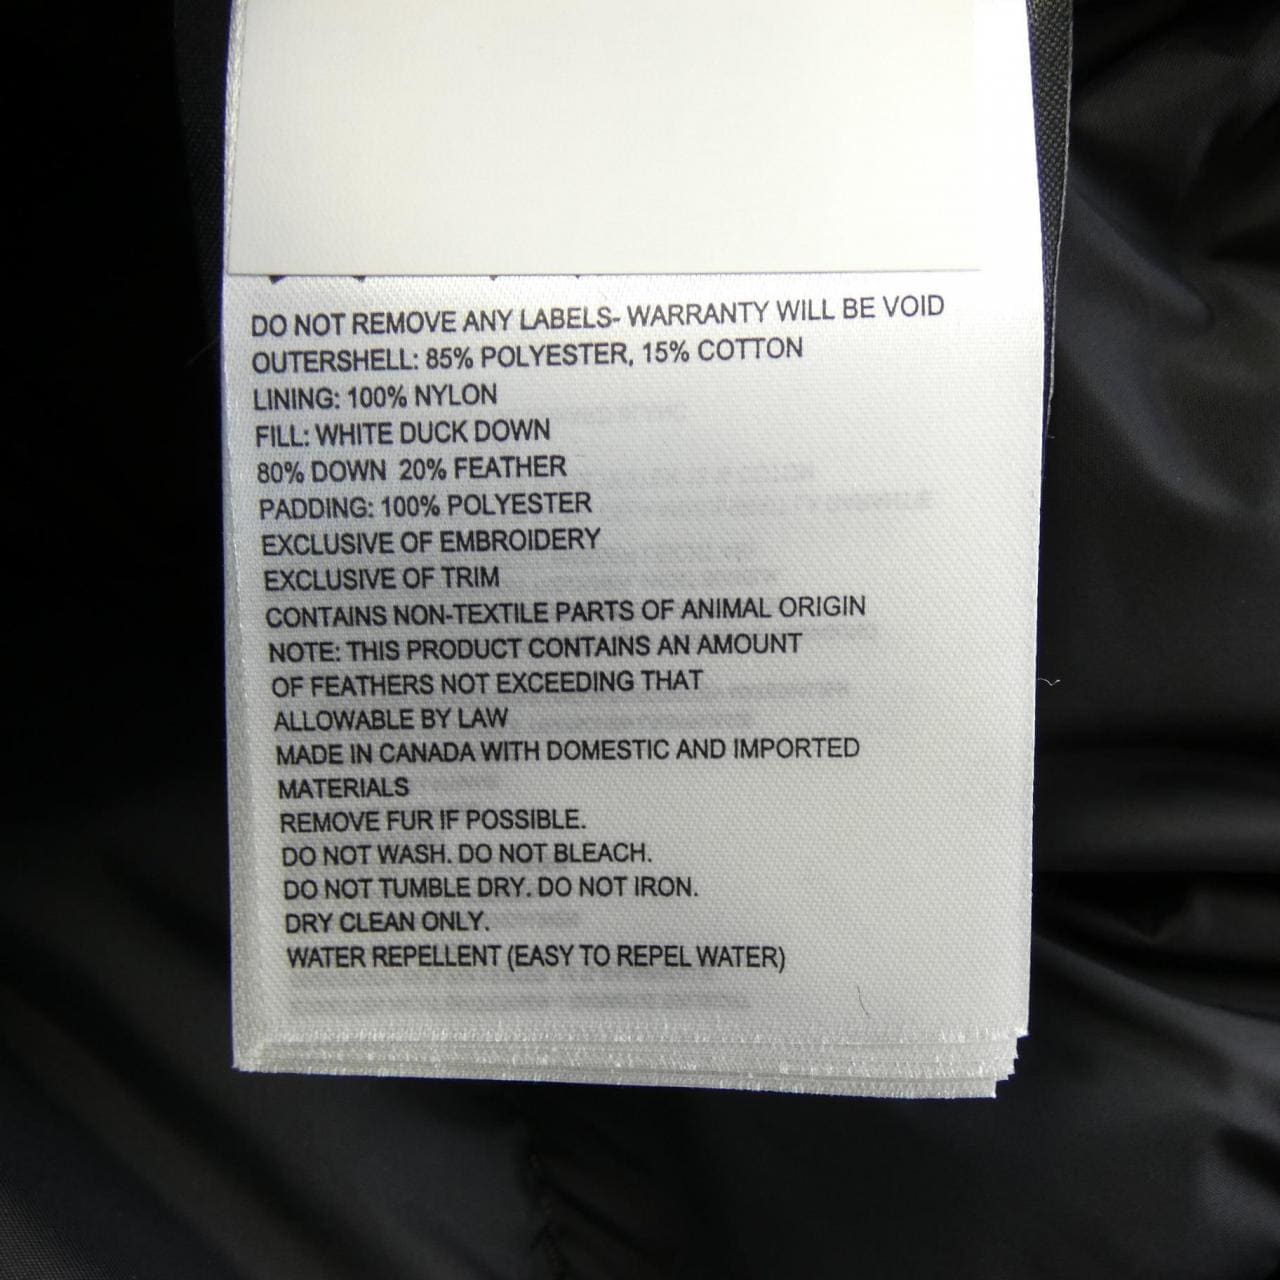 DO NOT REMOVE ANY LABELS- WARRANTY WILL BE VOID
OUTERSHELL: 85% POLYESTER, 15% COTTON
LINING: 100% NYLON
FILL: WHITE DUCK DOWN
80% DOWN  20% FEATHER
PADDING: 100% POLYESTER
EXCLUSIVE OF EMBROIDERY
EXCLUSIVE OF TRIM
CONTAINS NON-TEXTILE PARTS OF ANIMAL ORIGIN
NOTE: THIS PRODUCT CONTAINS AN AMOUNT
OF FEATHERS NOT EXCEEDING THAT
ALLOWABLE BY LAW
MADE IN CANADA WITH DOMESTIC AND IMPORTED
MATERIALS
REMOVE FUR IF POSSIBLE.
DO NOT WASH. DO NOT BLEACH.
DO NOT TUMBLE DRY. DO NOT IRON.
DRY CLEAN ONLY.
WATER REPELLENT (EASY TO REPEL WATER)